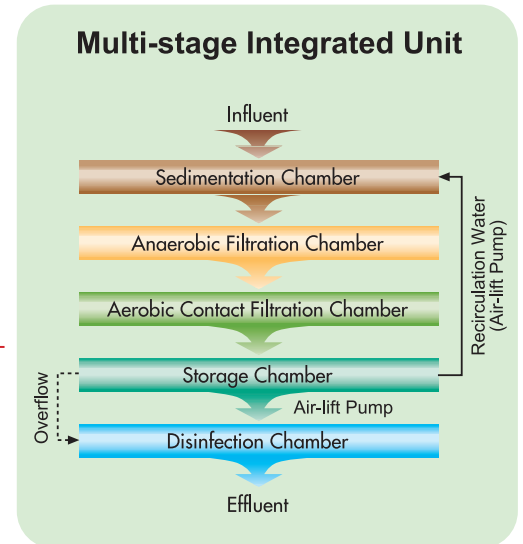 Multi-stage Integrated Unit
Influent
Sedimentation Chamber
Anaerobic Filtration Chamber
Aerobic Contact Filtration Chamber
Storage Chamber
Air-lift Pump
Disinfection Chamber
Effluent
Overflow
Recirculation Water
(Air-lift Pump)